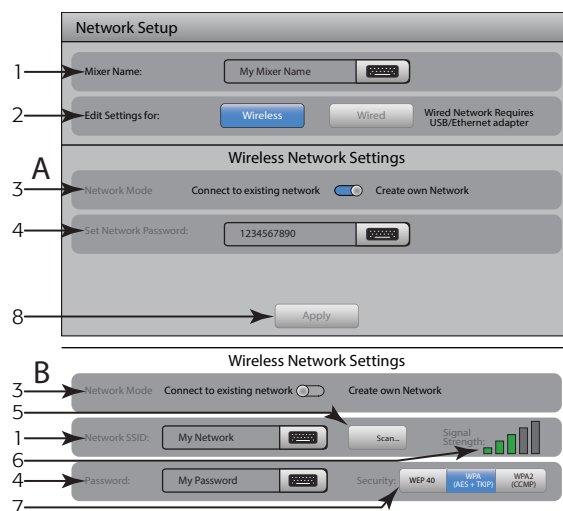 Network Setup
1 Mixer Name: My Mixer Name
2 Edit Settings for: Wireless Wired Wired Network Requires
USB/Ethernet adapter
A Wireless Network Settings
3 Network Mode Connect to existing network Create own Network
4 Set Network Password: 1234567890
8 Apply
B Wireless Network Settings
3 Network Mode Connect to existing network Create own Network
5
1 Network SSID: My Network Scan... Signal
Strength:
6
4 Password: My Password Security: WEP 40 WPA
(AES + TKIP) WPA2
(CCMP)
7